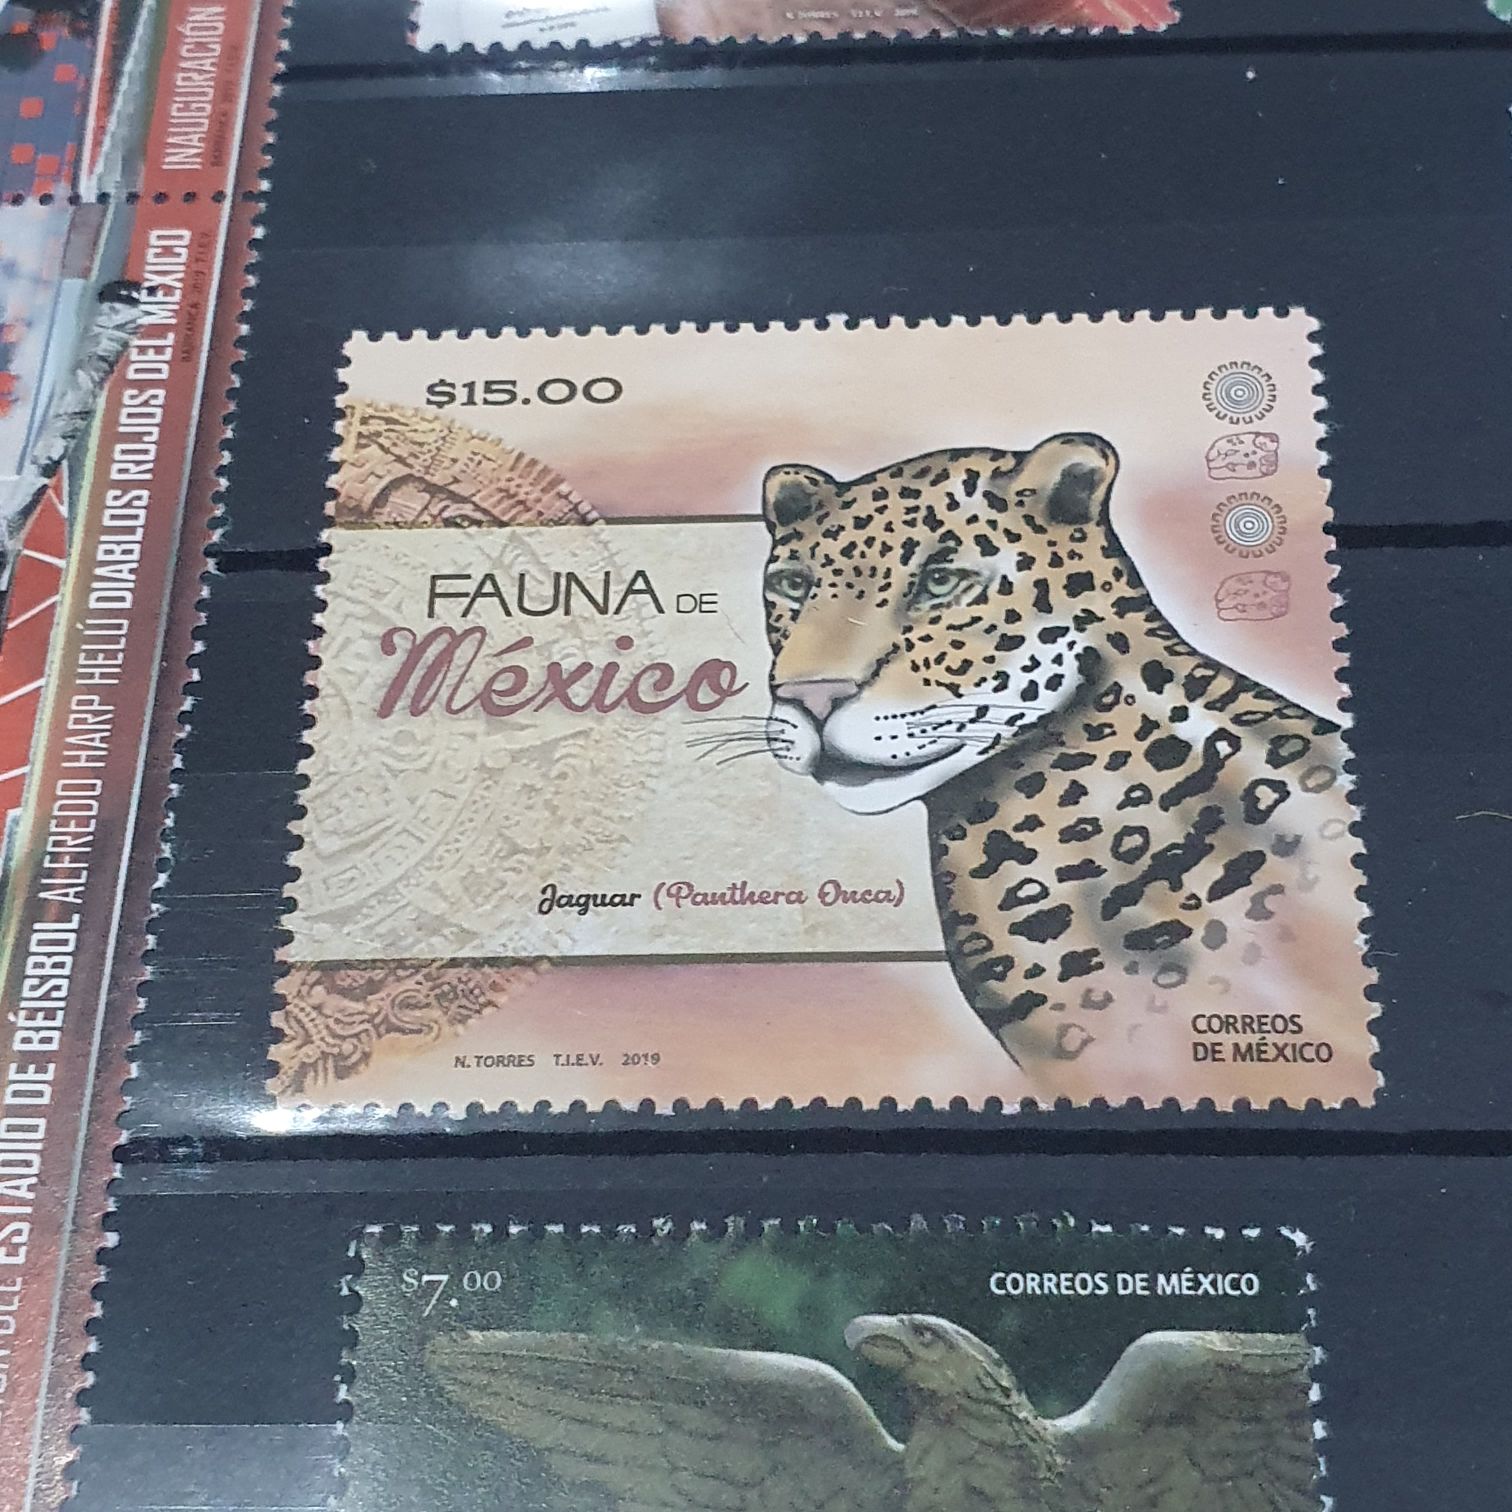 N. TORRES T.I.E.V.
INAUGURACIÓN
ESTADIO DE BÉISBOL ALFREDO HARP HELÚ DIABLOS ROJOS DEL MÉXICO
$15.00
FAUNA DE
México
Jaguar (Panthera Onca)
N. TORRES T.I.E.V. 2019
CORREOS
DE MÉXICO
$7.00
CORREOS DE MÉXICO